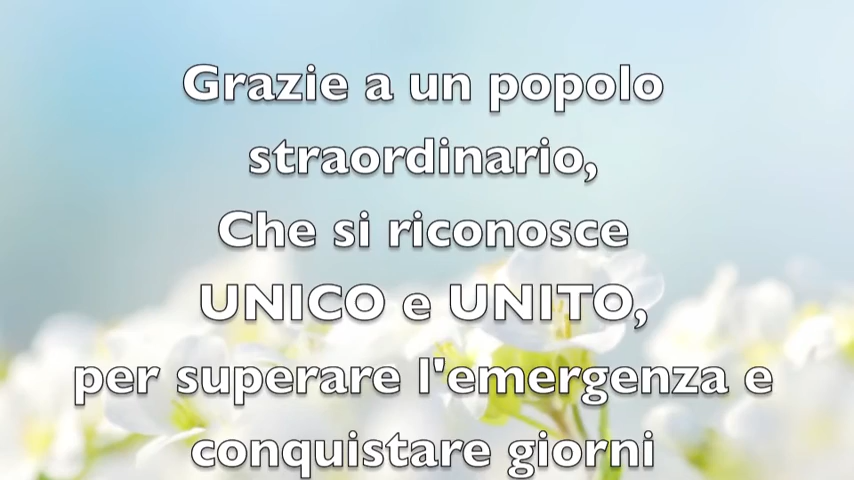 Grazie a un popolo
straordinario,
Che si riconosce
UNICO e UNITO,
per superare l'emergenza e
conquistare giorni